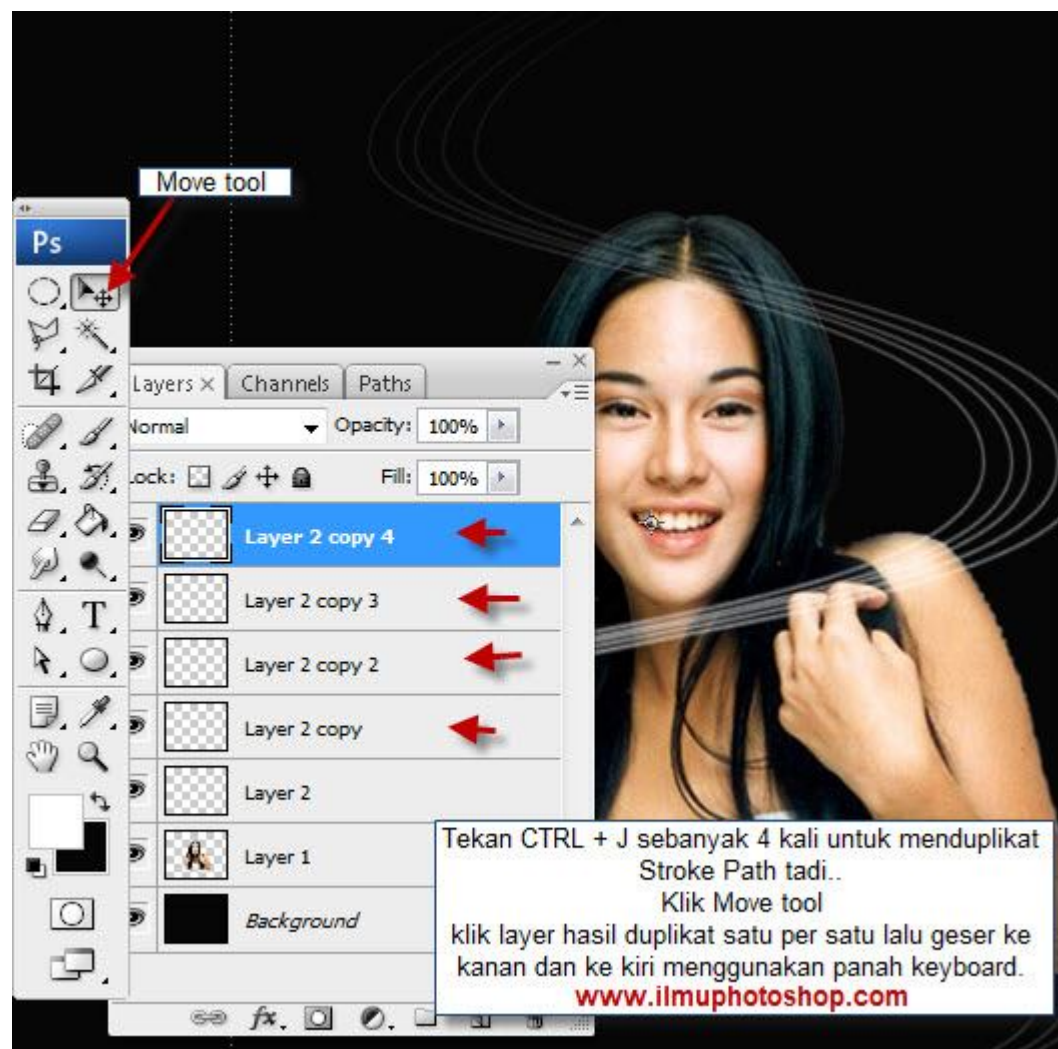 Move tool
Ps
Layers × Channels Paths
Normal Opacity: 100%
Lock: Fill: 100%
Layer 2 copy 4
Layer 2 copy 3
Layer 2 copy 2
Layer 2 copy
Layer 2
Layer 1
Background
T
fx.
Tekan CTRL + J sebanyak 4 kali untuk menduplikat
Stroke Path tadi..
Klik Move tool
klik layer hasil duplikat satu per satu lalu geser ke
kanan dan ke kiri menggunakan panah keyboard.
www.ilmuphotoshop.com